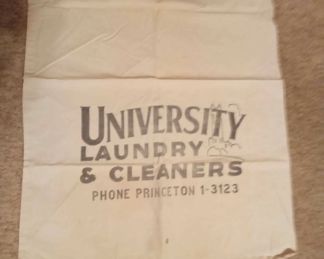 UNIVERSITY
LAUNDRY
& CLEANERS
PHONE PRINCETON 1-3123